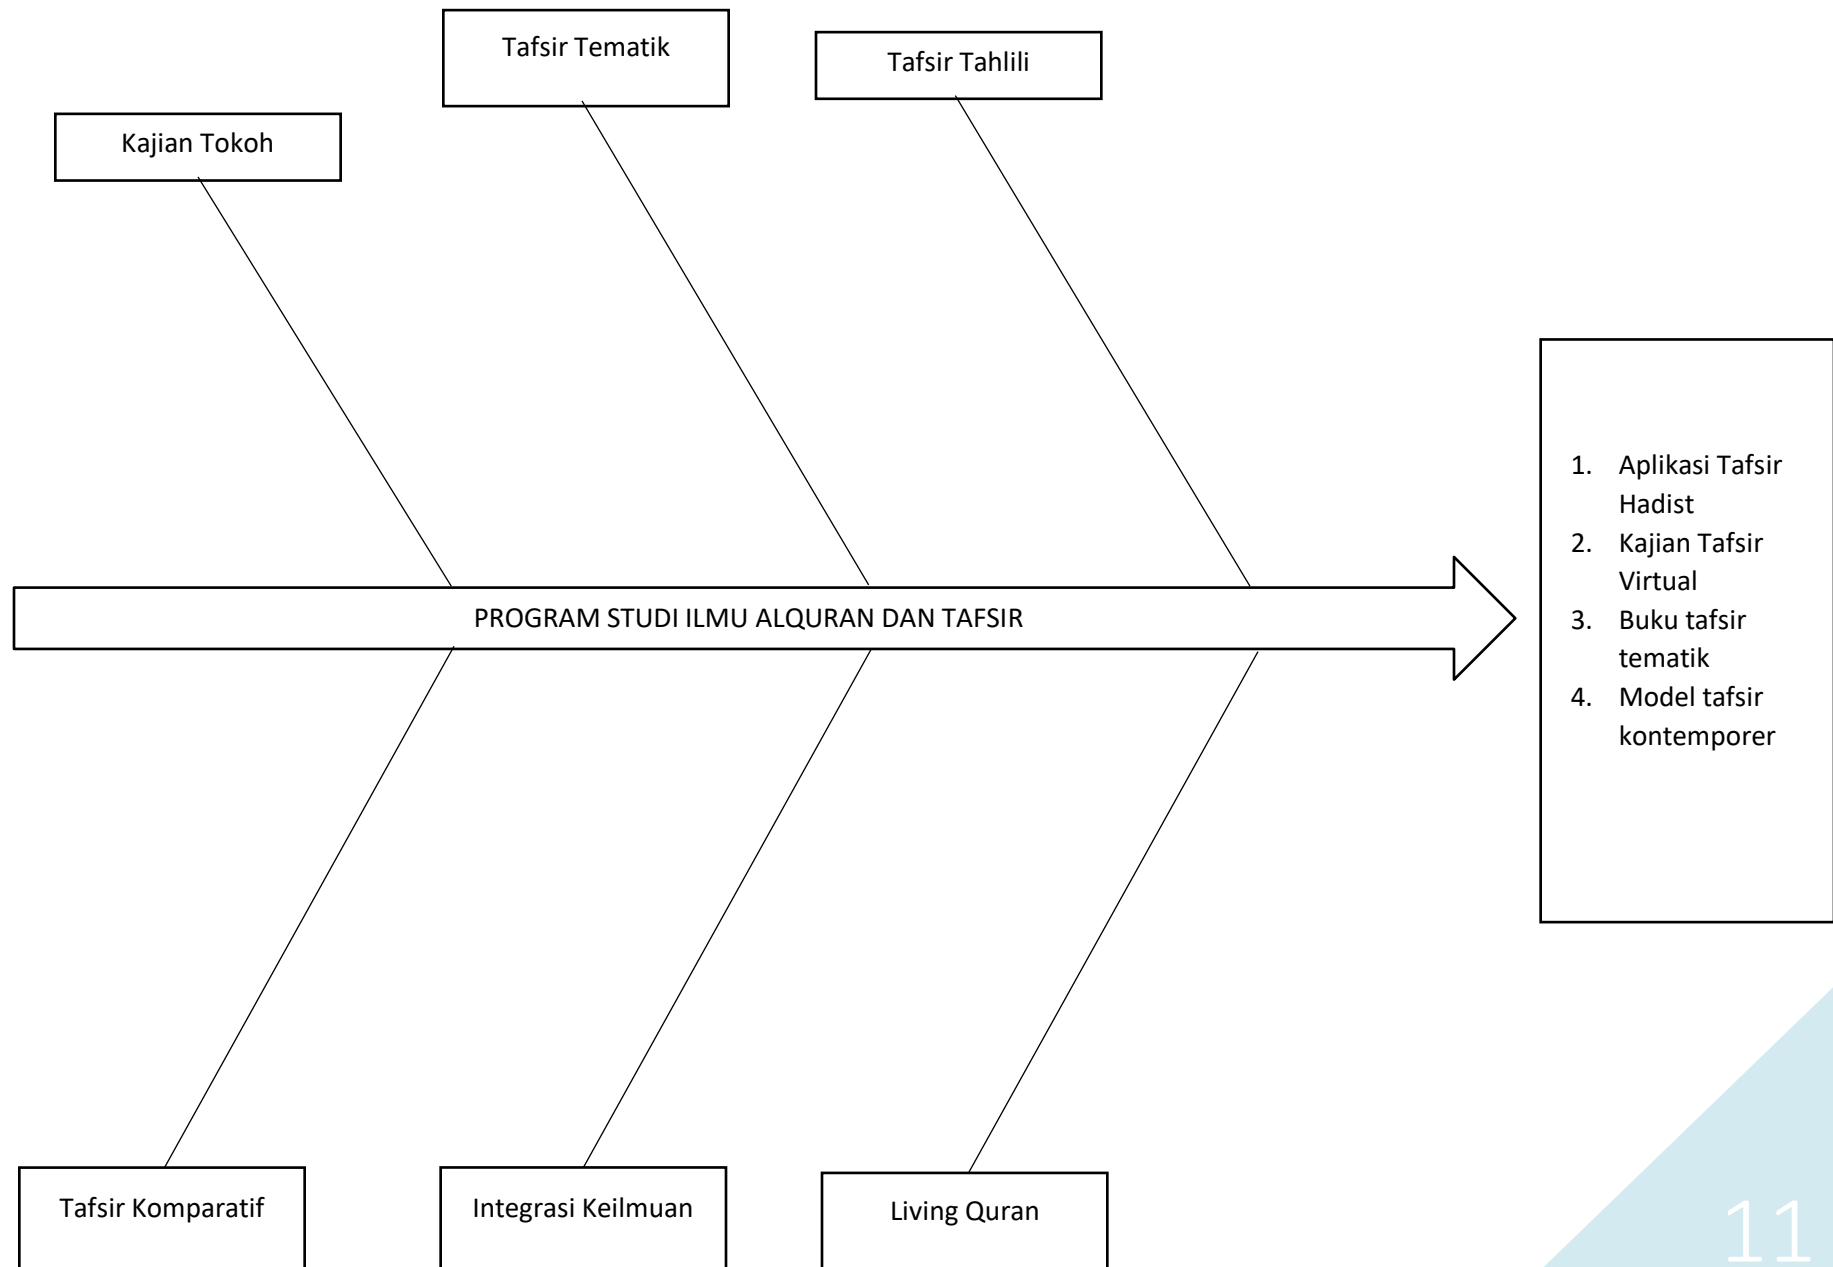 Tafsir Tematik
Tafsir Tahlili
Kajian Tokoh
1. Aplikasi Tafsir
Hadist
2. Kajian Tafsir
Virtual
3. Buku tafsir
tematik
4. Model tafsir
kontemporer
PROGRAM STUDI ILMU ALQURAN DAN TAFSIR
Tafsir Komparatif
Integrasi Keilmuan
Living Quran
11